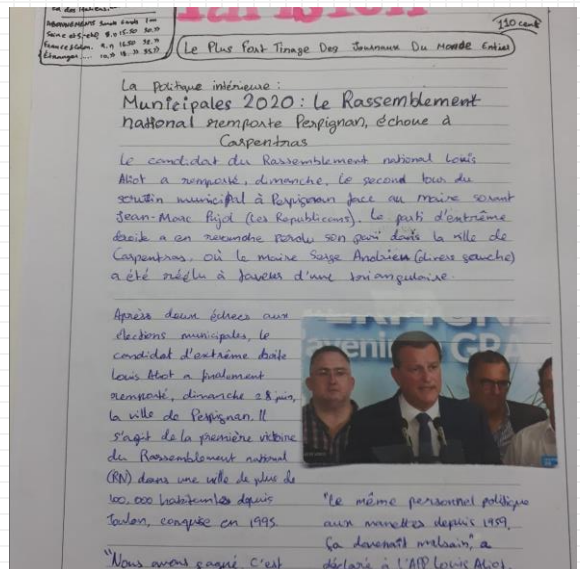 ABONNEMENTS
110 cent
Le Plus Fort Tirage Des Journaux Du Monde Entier
La Politique intérieure :
Municipales 2020 : Le Rassemblement
national remporte Perpignan, échoue à
Carpentras
Le candidat du Rassemblement national Louis
Aliot a remporté, dimanche, le second tour du
scrutin municipal à Perpignan face au maire sorant
Jean-Marc Pujol (Les Republicans). Le parti d'extrême
droite a en revanche perdu son pari dans la ville de
Carpentras, où le maire Serge Andrieu (divers gauche)
a été réélu à faveur d'une triangulaire.
Après deux échecs aux
élections municipales, le
candidat d'extrême droite
Louis Aliot a finalement
remporté, dimanche 28 juin,
la ville de Perpignan. Il
s'agit de la première victoire
du Rassemblement national
(RN) dans une ville de plus de
100.000 habitants depuis
Toulon, conquise en 1995
"Nous avons gagné. C'est
avenir GRA
"Le même personnel politique
aux manettes depuis 1959,
Ça devenait malsain", a
déclaré à l'AFP Louis Aliot.